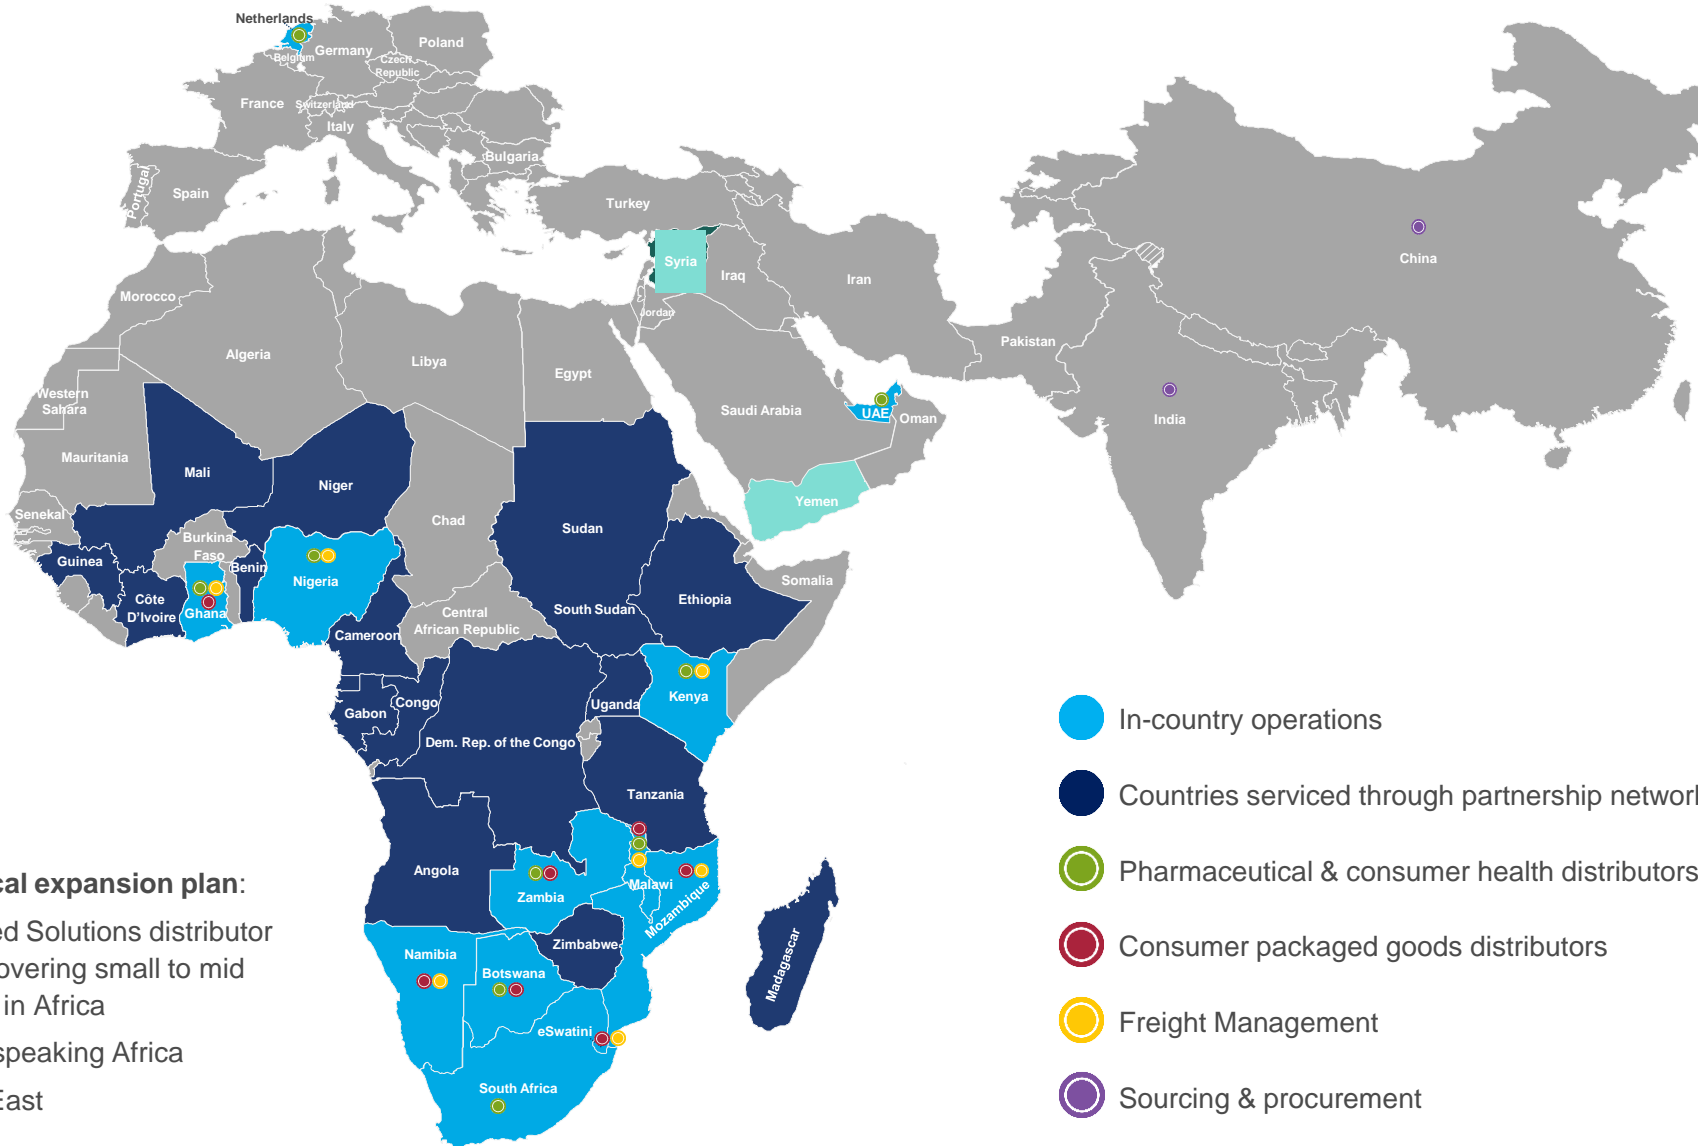 Netherlands
Germany
Poland
Belgium
Czech
Republic
France
Switzerland
Italy
Bulgaria
Portugal
Spain
Turkey
Syria
Iraq
Iran
Jordan
China
Morocco
Algeria
Libya
Egypt
Pakistan
Western
Sahara
Saudi Arabia
UAE
Oman
India
Mauritania
Mali
Niger
Yemen
Senekal
Chad
Sudan
Burkina
Faso
Guinea
Benin
Nigeria
Somalia
Côte
D'Ivoire
Ghana
Central
African Republic
South Sudan
Ethiopia
Cameroon
Gabon
Congo
Uganda
Kenya
Dem. Rep. of the Congo
Tanzania
Angola
Zambia
Malawi
Mozambique
Zimbabwe
Namibia
Botswana
Madagascar
eSwatini
South Africa
In-country operations
Countries serviced through partnership network
Pharmaceutical & consumer health distributors
Consumer packaged goods distributors
Freight Management
Sourcing & procurement
cal expansion plan:
ed Solutions distributor
overing small to mid
in Africa
speaking Africa
East